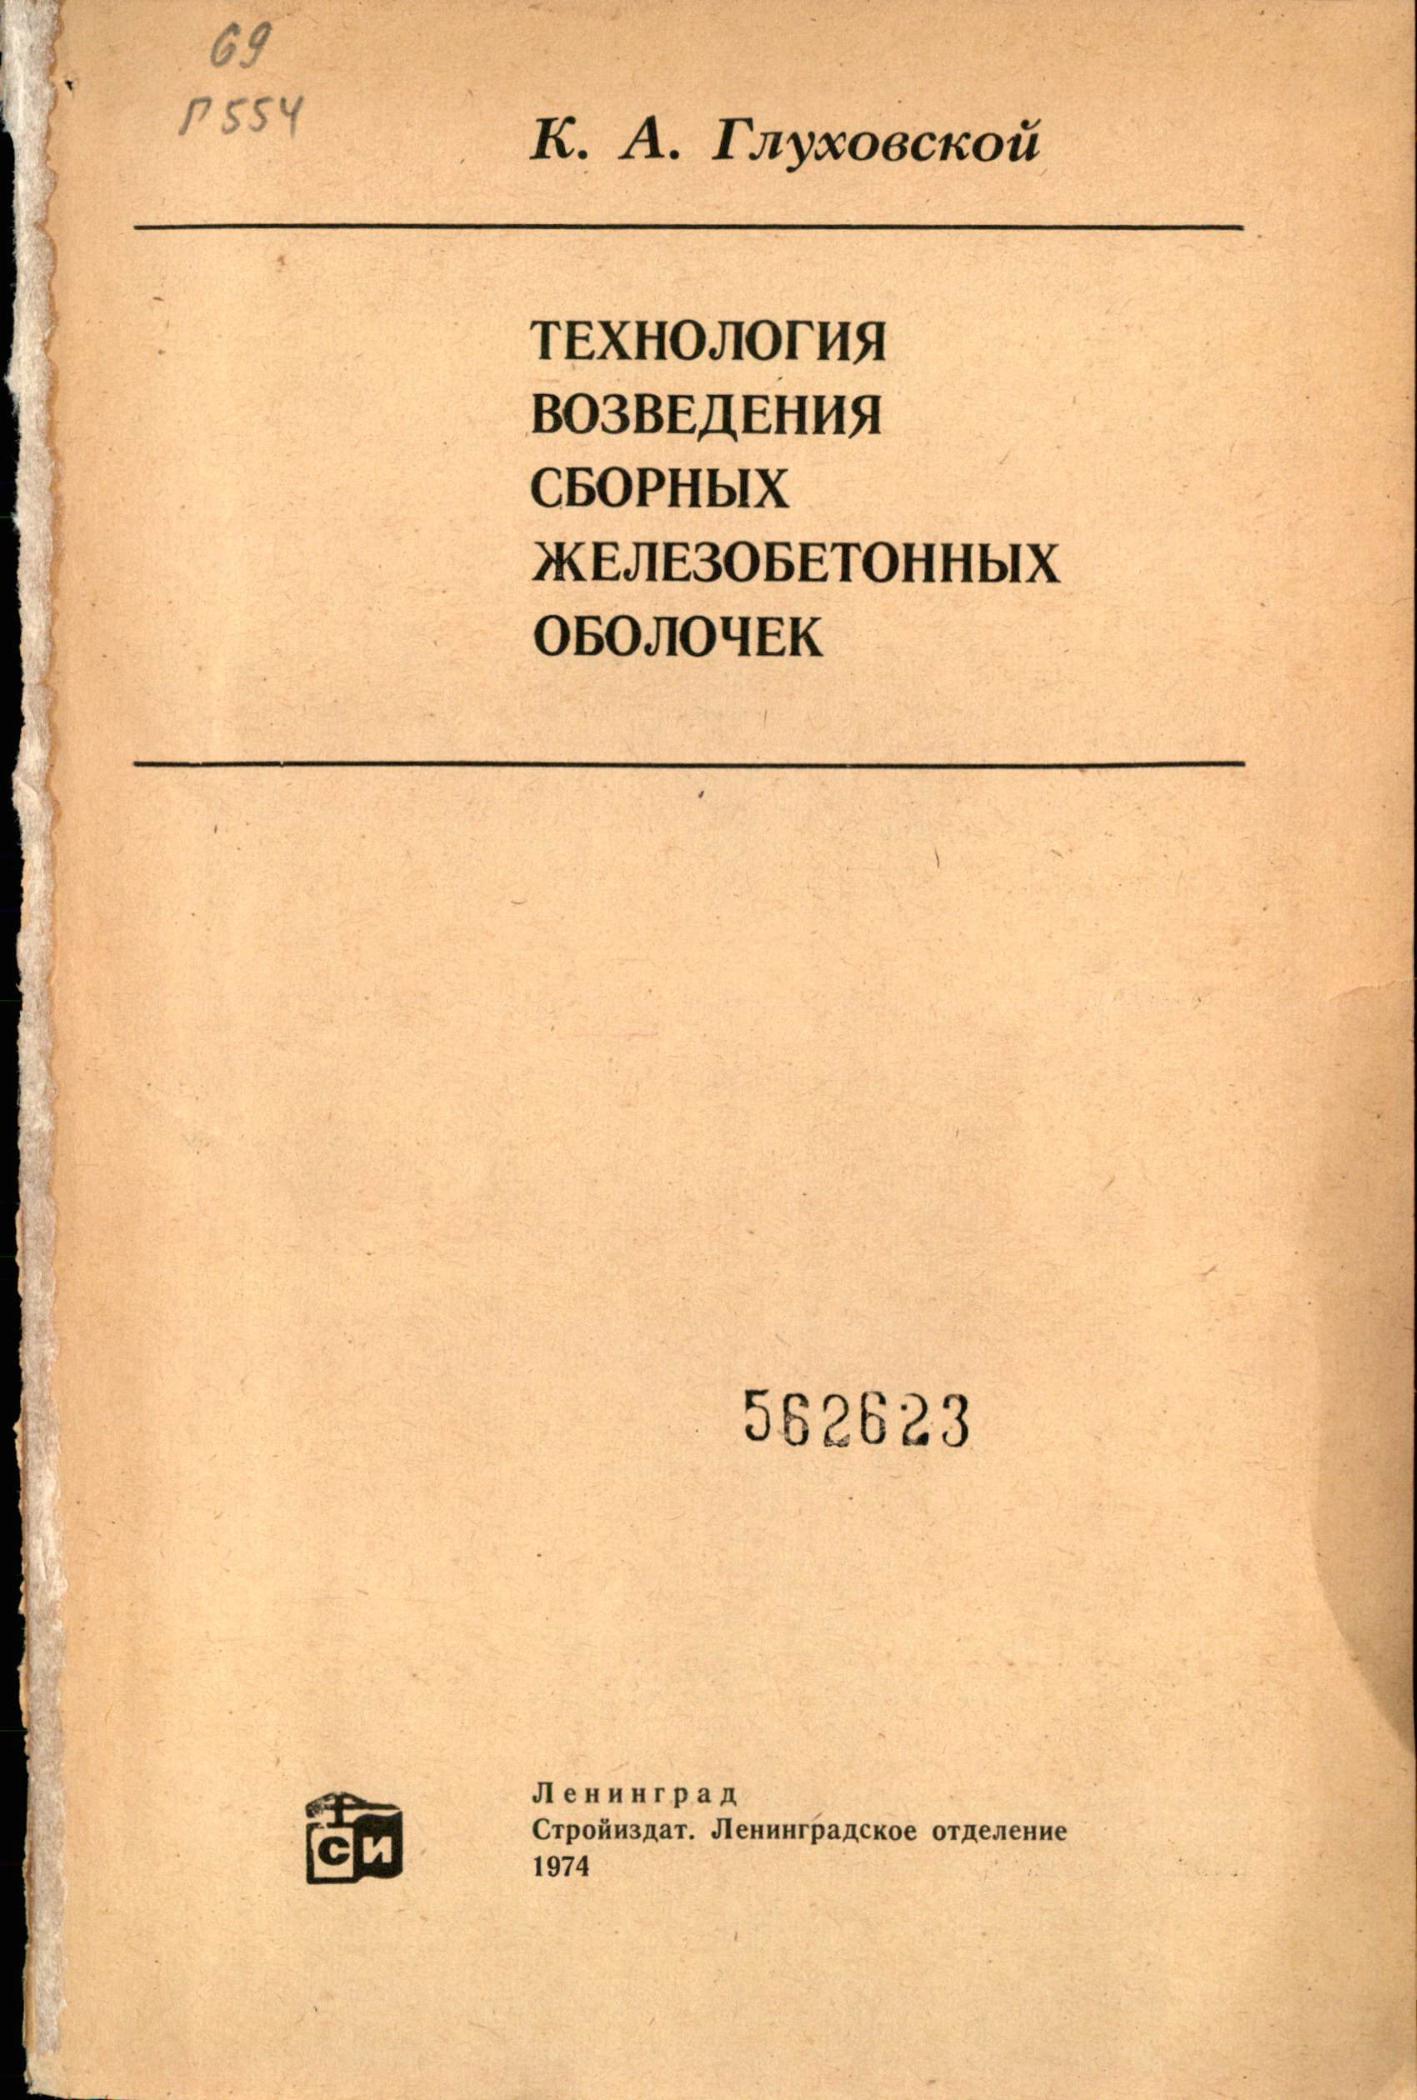 69
Г554
К. А. Глуховской
ТЕХНОЛОГИЯ
ВОЗВЕДЕНИЯ
СБОРНЫХ
ЖЕЛЕЗОБЕТОННЫХ
ОБОЛОЧЕК
562623
Ленинград
Стройиздат. Ленинградское отделение
1974
СИ